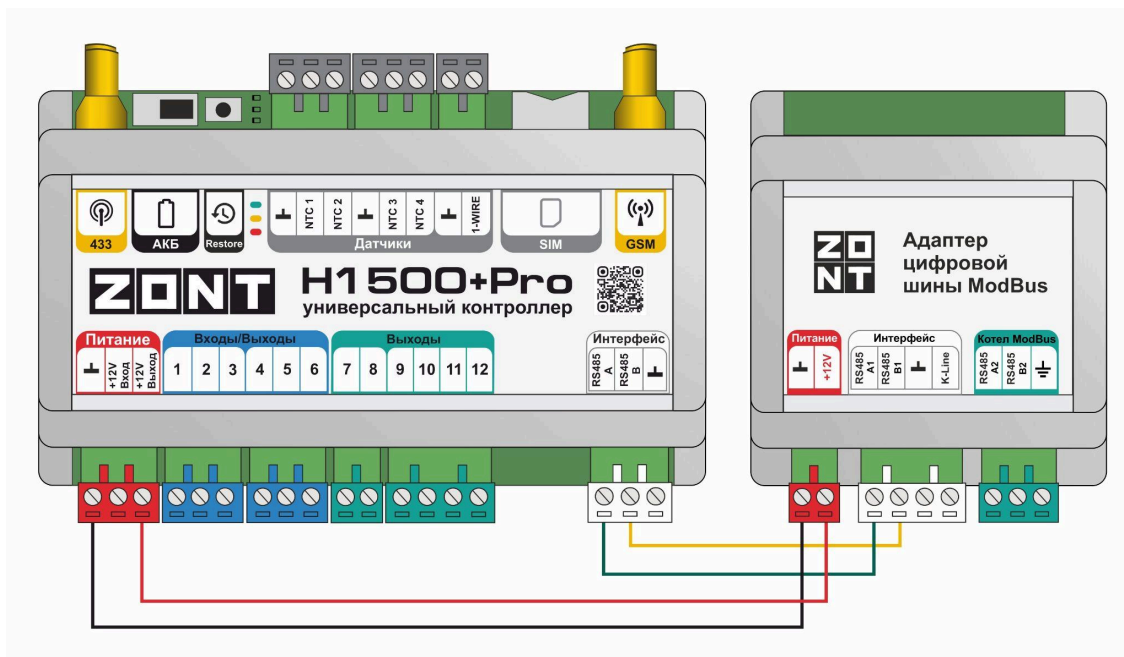 433
АКБ
Restore
NTC 1
NTC 2
NTC 3
NTC 4
1-WIRE
Датчики
SIM
GSM
ZONT
H1500+Pro
универсальный контроллер
Питание
+12V Вход
+12V Выход
Входы/Выходы
1 2 3 4 5 6
Выходы
7 8 9 10 11 12
Интерфейс
RS485 A
RS485 B
ZONT
Адаптер
цифровой
шины ModBus
Питание
+12V
Интерфейс
RS485 A1
RS485 B1
K-Line
Котел ModBus
RS485 A2
RS485 B2